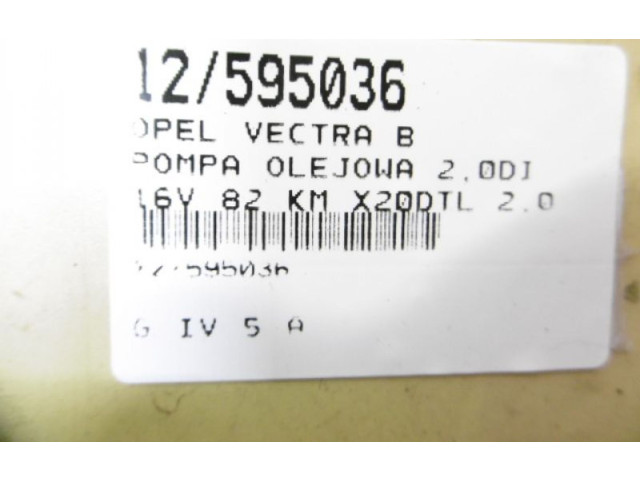 12/595036
OPEL VECTRA B
POMPA OLEJOWA 2.0DI
16V 82 KM X20DTL 2.0
12/595036
G IV 5 A